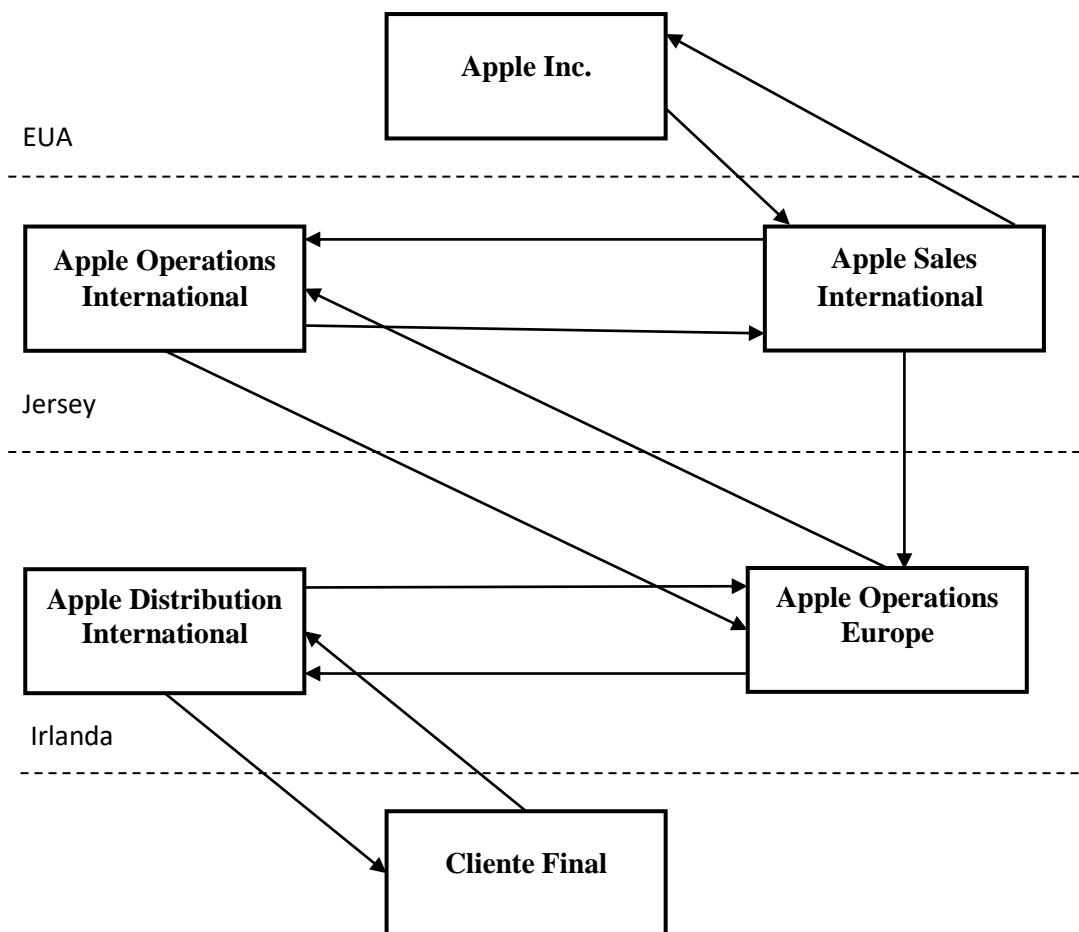 Apple Inc.
EUA
Apple Operations
International
Apple Sales
International
Jersey
Apple Distribution
International
Apple Operations
Europe
Irlanda
Cliente Final